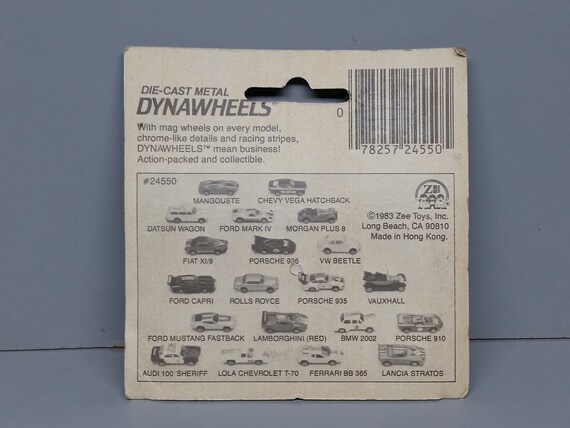 DIE-CAST METAL
DYNAWHEELS®
With mag wheels on every model,
chrome-like details and racing stripes,
DYNAWHEELS™ mean business!
Action-packed and collectible.
0
78257 24550
#24550
MANGOUSTE CHEVY VEGA HATCHBACK
DATSUN WAGON FORD MARK IV MORGAN PLUS 8
FIAT XI/9 PORSCHE 936 VW BEETLE
FORD CAPRI ROLLS ROYCE PORSCHE 935 VAUXHALL
FORD MUSTANG FASTBACK LAMBORGHINI (RED) BMW 2002 PORSCHE 910
AUDI 100 SHERIFF LOLA CHEVROLET T-70 FERRARI BB 365 LANCIA STRATOS
ZEE
TOYS
©1983 Zee Toys, Inc.
Long Beach, CA 90810
Made in Hong Kong.